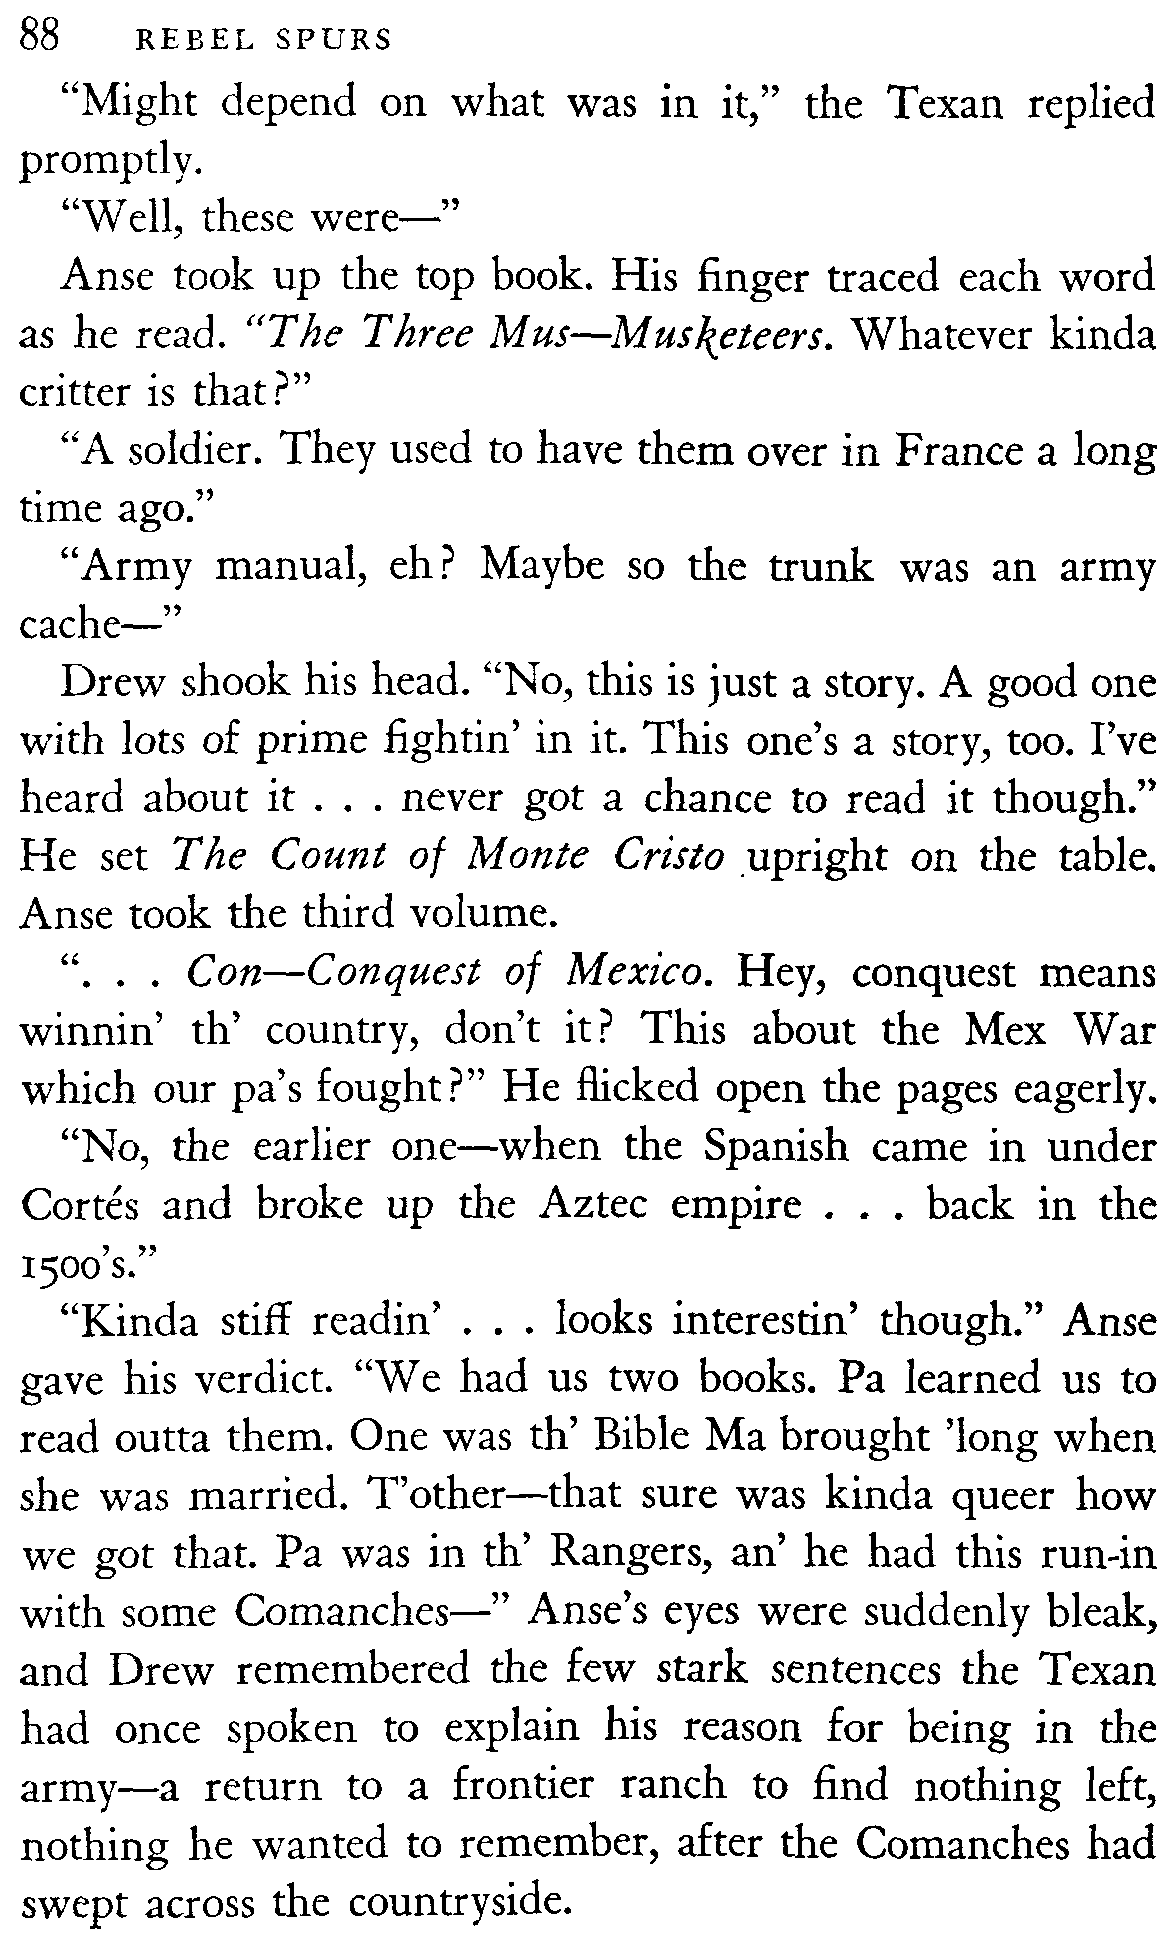 88 REBEL SPURS
“Might depend on what was in it,” the Texan replied
promptly.
“Well, these were—”
Anse took up the top book. His finger traced each word
as he read. “The Three Mus—Musketeers. Whatever kinda
critter is that?”
“A soldier. They used to have them over in France a long
time ago.”
“Army manual, eh? Maybe so the trunk was an army
cache—”
Drew shook his head. “No, this is just a story. A good one
with lots of prime fightin’ in it. This one’s a story, too. I’ve
heard about it . . . never got a chance to read it though.”
He set The Count of Monte Cristo upright on the table.
Anse took the third volume.
“. . . Con—Conquest of Mexico. Hey, conquest means
winnin’ th’ country, don’t it? This about the Mex War
which our pa’s fought?” He flicked open the pages eagerly.
“No, the earlier one—when the Spanish came in under
Cortés and broke up the Aztec empire . . . back in the
1500’s.”
“Kinda stiff readin’ . . . looks interestin’ though.” Anse
gave his verdict. “We had us two books. Pa learned us to
read outta them. One was th’ Bible Ma brought ’long when
she was married. T’other—that sure was kinda queer how
we got that. Pa was in th’ Rangers, an’ he had this run-in
with some Comanches—” Anse’s eyes were suddenly bleak,
and Drew remembered the few stark sentences the Texan
had once spoken to explain his reason for being in the
army—a return to a frontier ranch to find nothing left,
nothing he wanted to remember, after the Comanches had
swept across the countryside.